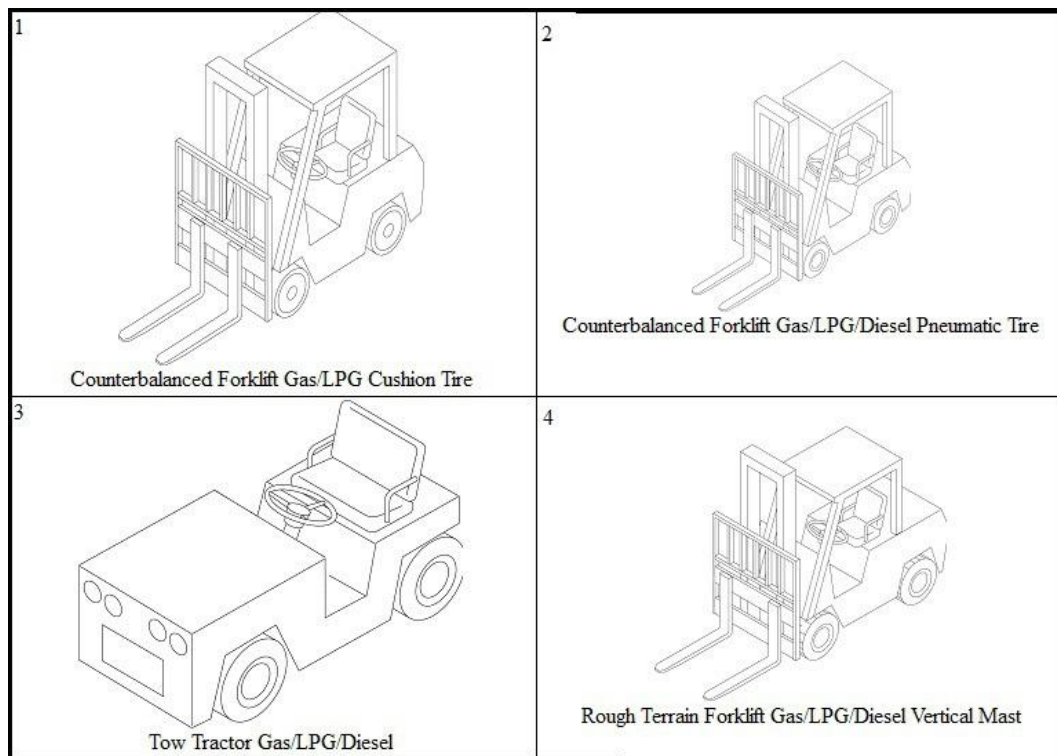 1
Counterbalanced Forklift Gas/LPG Cushion Tire
2
Counterbalanced Forklift Gas/LPG/Diesel Pneumatic Tire
3
Tow Tractor Gas/LPG/Diesel
4
Rough Terrain Forklift Gas/LPG/Diesel Vertical Mast